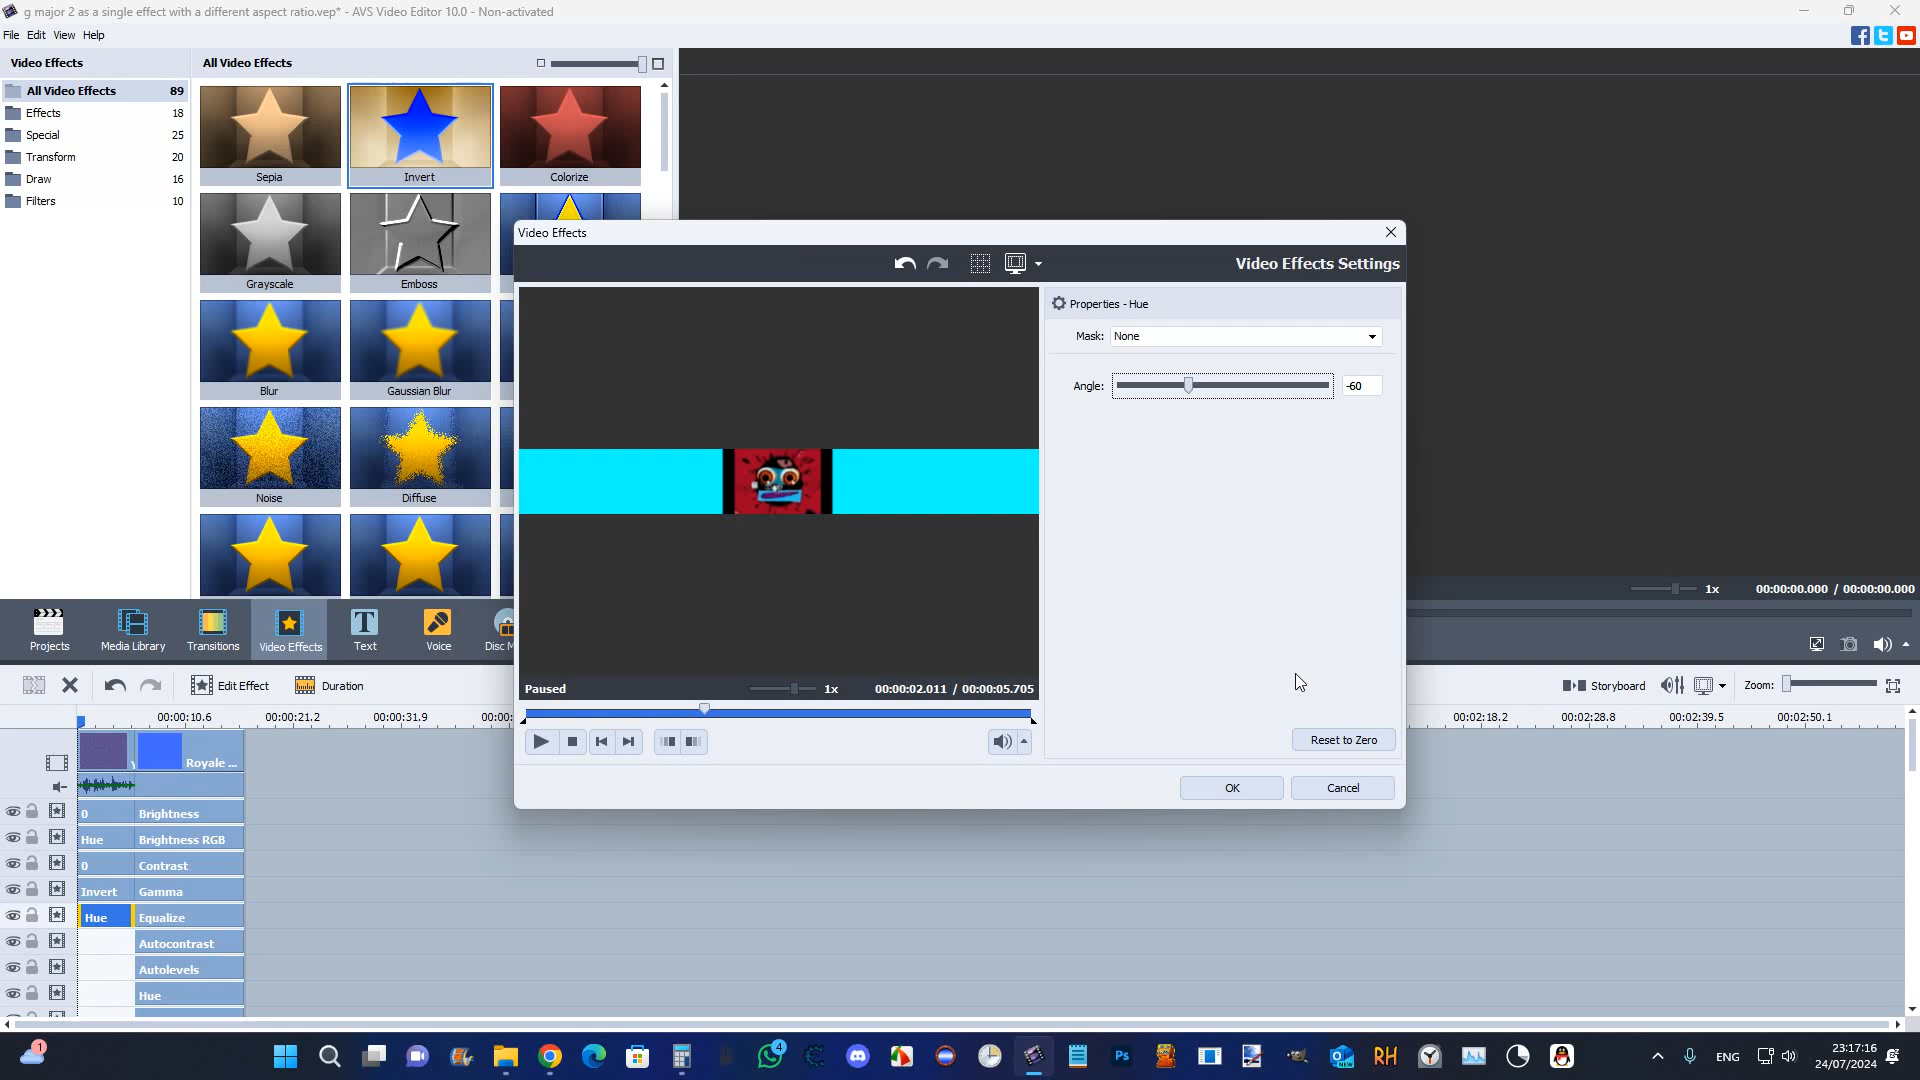 g major 2 as a single effect with a different aspect ratio.vep* - AVS Video Editor 10.0 - Non-activated
File Edit View Help
Video Effects
All Video Effects
All Video Effects 89
Effects 18
Special 25
Transform 20
Draw 16
Filters 10
Sepia
Invert
Colorize
Grayscale
Emboss
Blur
Gaussian Blur
Noise
Diffuse
Video Effects
Video Effects Settings
Properties - Hue
Mask: None
Angle: -60
Paused
1x
00:00:02.011 / 00:00:05.705
Reset to Zero
OK
Cancel
1x
00:00:00.000 / 00:00:00.000
Projects
Media Library
Transitions
Video Effects
Text
Voice
Disc M
Edit Effect
Duration
Storyboard
Zoom:
00:00:10.6
00:00:21.2
00:00:31.9
00:00:
00:02:18.2
00:02:28.8
00:02:39.5
00:02:50.1
Royale ...
0 Brightness
Hue Brightness RGB
0 Contrast
Invert Gamma
Hue Equalize
Autocontrast
Autolevels
Hue
1
4
Ps
NEW
RH
ENG
23:17:16
24/07/2024